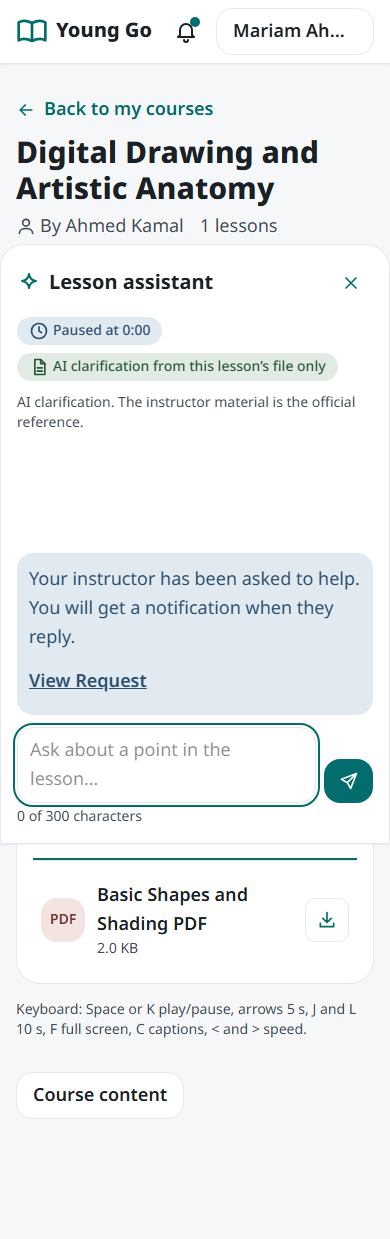 Young Go
Mariam Ah...
← Back to my courses
Digital Drawing and
Artistic Anatomy
By Ahmed Kamal 1 lessons
Lesson assistant
Paused at 0:00
AI clarification from this lesson’s file only
AI clarification. The instructor material is the official
reference.
Your instructor has been asked to help.
You will get a notification when they
reply.
View Request
Ask about a point in the
lesson...
0 of 300 characters
PDF
Basic Shapes and
Shading PDF
2.0 KB
Keyboard: Space or K play/pause, arrows 5 s, J and L
10 s, F full screen, C captions, < and > speed.
Course content